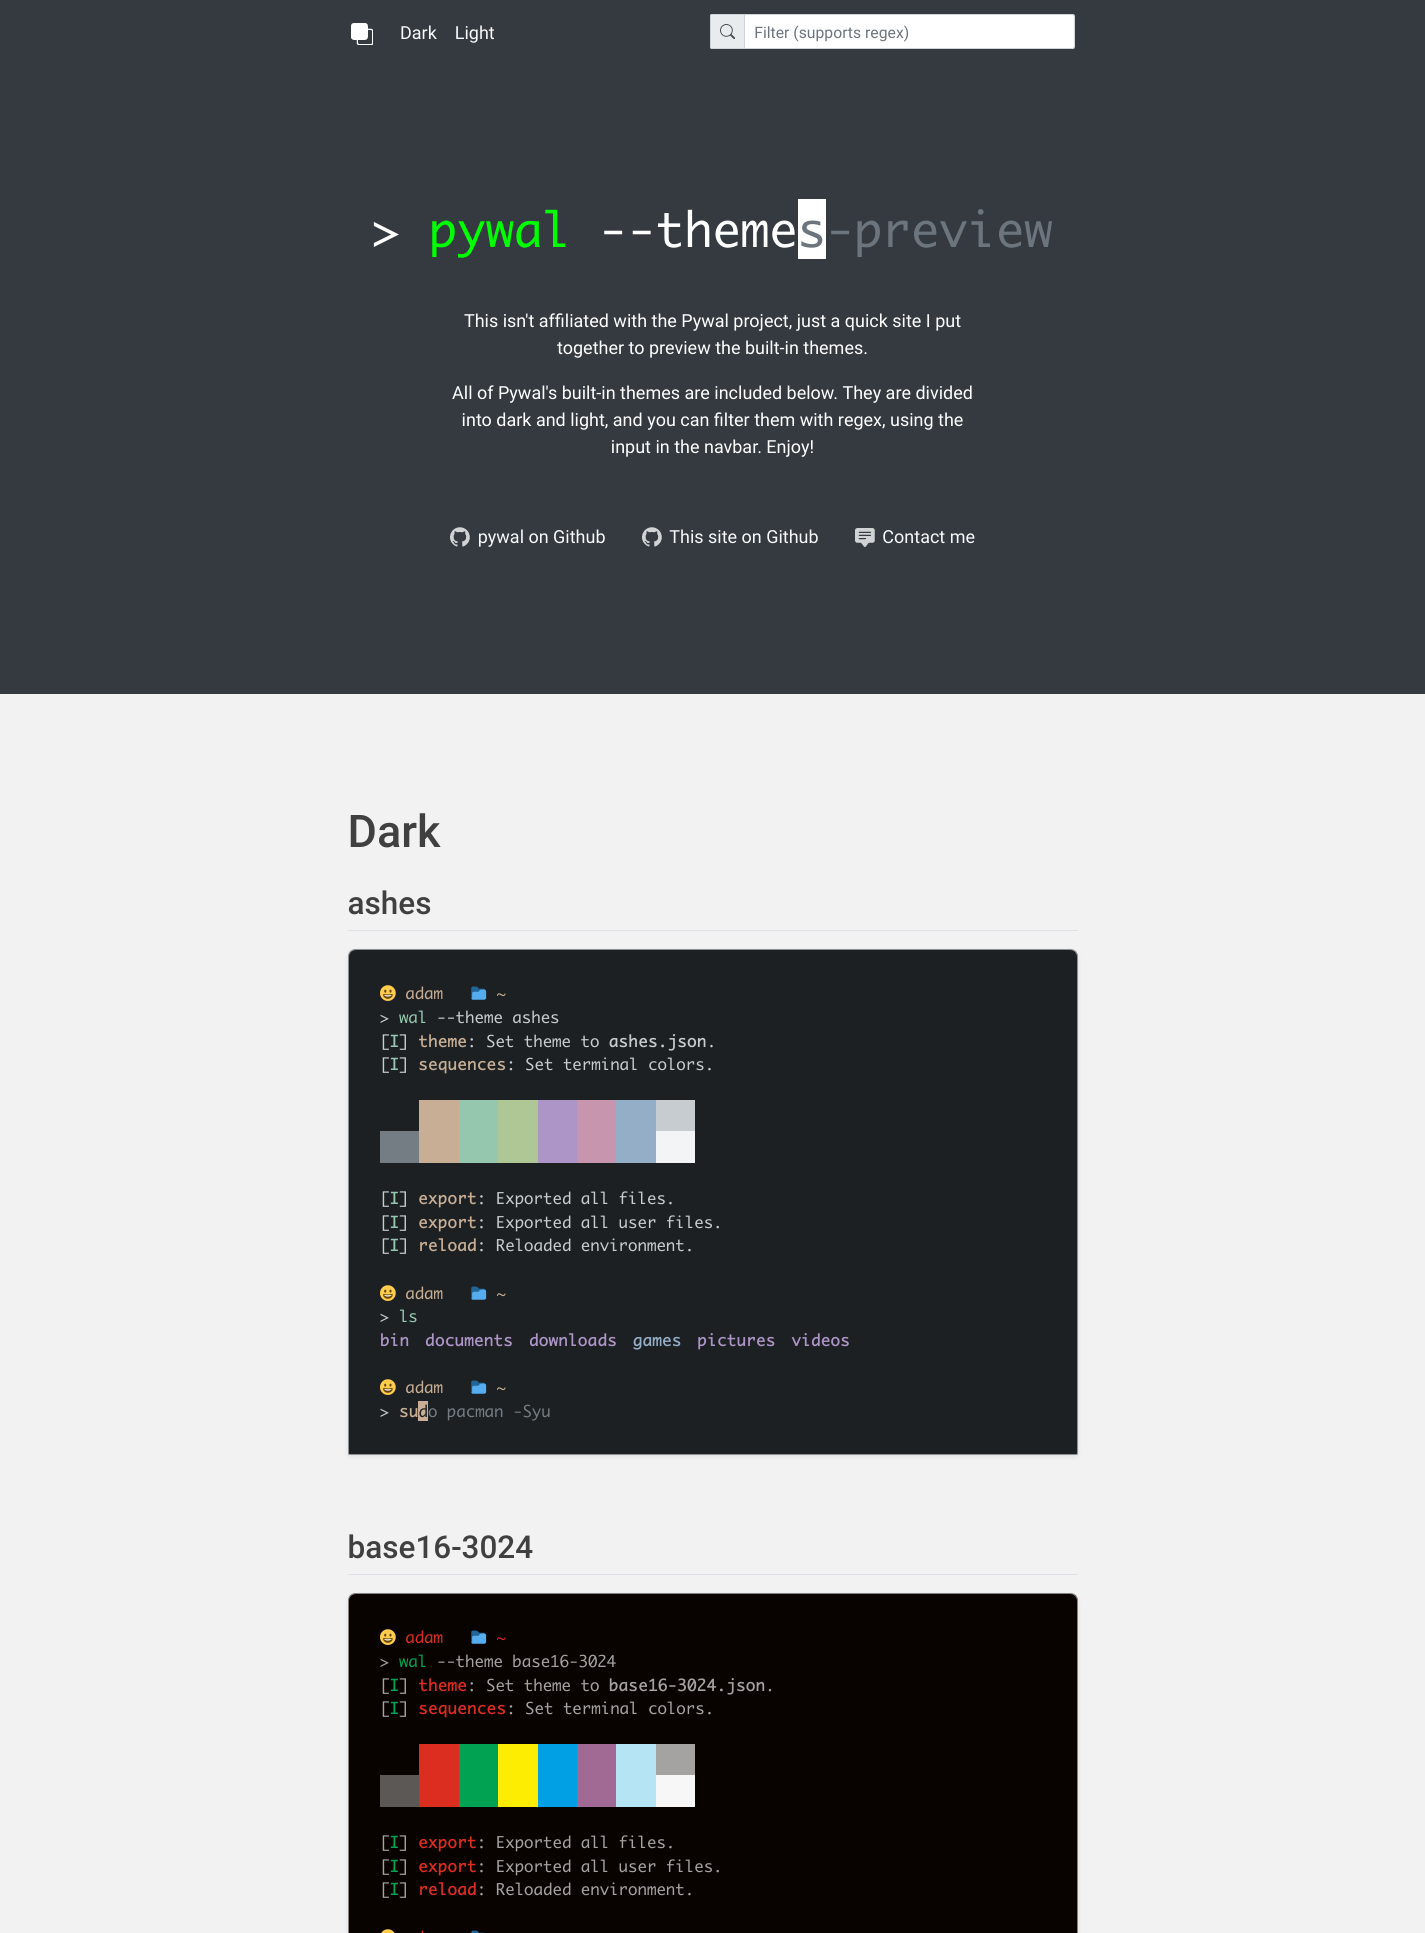 Dark Light Filter (supports regex)
> pywal --themes-preview
This isn't affiliated with the Pywal project, just a quick site I put
together to preview the built-in themes.
All of Pywal's built-in themes are included below. They are divided
into dark and light, and you can filter them with regex, using the
input in the navbar. Enjoy!
pywal on Github This site on Github Contact me
Dark
ashes
adam ~
> wal --theme ashes
[I] theme: Set theme to ashes.json.
[I] sequences: Set terminal colors.
[I] export: Exported all files.
[I] export: Exported all user files.
[I] reload: Reloaded environment.
adam ~
> ls
bin documents downloads games pictures videos
adam ~
> sudo pacman -Syu
base16-3024
adam ~
> wal --theme base16-3024
[I] theme: Set theme to base16-3024.json.
[I] sequences: Set terminal colors.
[I] export: Exported all files.
[I] export: Exported all user files.
[I] reload: Reloaded environment.